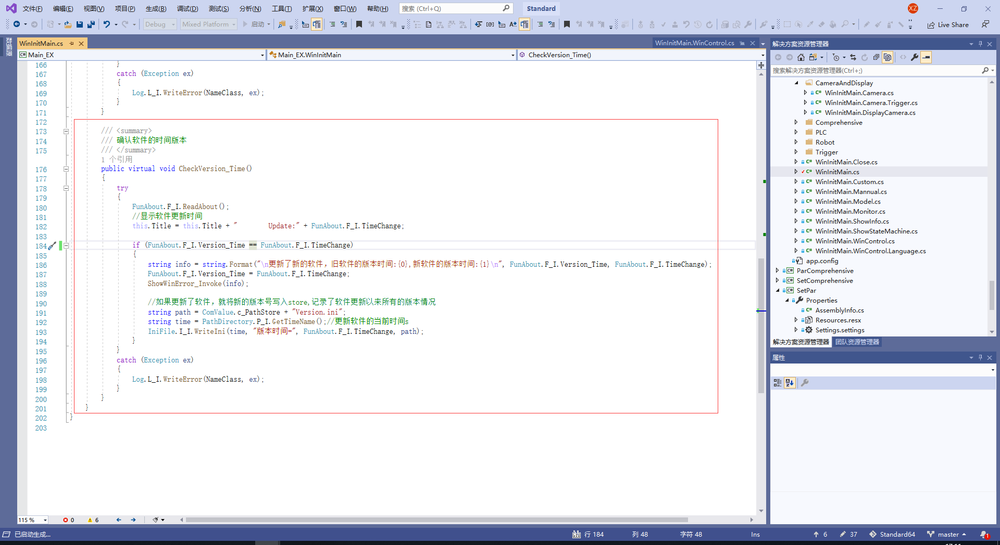 文件(F) 编辑(E) 视图(V) 项目(P) 生成(B) 调试(D) 测试(S) 分析(N) 工具(T) 扩展(X) 窗口(W) 帮助(H) 搜索 (Ctrl+Q) Standard XZ
Debug Mixed Platform 启动 Live Share
数据源
WinInitMain.cs WinInitMain.WinControl.cs
Main_EX Main_EX.WinInitMain CheckVersion_Time()
166 }
167 catch (Exception ex)
168 {
169 Log.L_I.WriteError(NameClass, ex);
170 }
171 }
172
173 /// <summary>
174 /// 确认软件的时间版本
175 /// </summary>
1 个引用
176 public virtual void CheckVersion_Time()
177 {
178 try
179 {
180 FunAbout.F_I.ReadAbout();
181 //显示软件更新时间
182 this.Title = this.Title + "        Update:" + FunAbout.F_I.TimeChange;
183
184 if (FunAbout.F_I.Version_Time == FunAbout.F_I.TimeChange)
185 {
186 string info = string.Format("\n更新了新的软件，旧软件的版本时间:{0},新软件的版本时间:{1}\n", FunAbout.F_I.Version_Time, FunAbout.F_I.TimeChange);
187 FunAbout.F_I.Version_Time = FunAbout.F_I.TimeChange;
188 ShowWinError_Invoke(info);
189
190 //如果更新了软件，就将新的版本号写入store,记录了软件更新以来所有的版本情况
191 string path = ComValue.c_PathStore + "Version.ini";
192 string time = PathDirectory.P_I.GetTimeName();//更新软件的当前时间s
193 IniFile.I_I.WriteIni(time, "版本时间=", FunAbout.F_I.TimeChange, path);
194 }
195 }
196 catch (Exception ex)
197 {
198 Log.L_I.WriteError(NameClass, ex);
199 }
200 }
201 }
202 }
203
115 % 0 6
解决方案资源管理器
搜索解决方案资源管理器(Ctrl+;)
CameraAndDisplay
C# WinInitMain.Camera.cs
C# WinInitMain.Camera.Trigger.cs
C# WinInitMain.DisplayCamera.cs
Comprehensive
PLC
Robot
Trigger
C# WinInitMain.Close.cs
C# WinInitMain.cs
C# WinInitMain.Custom.cs
C# WinInitMain.Mannual.cs
C# WinInitMain.Model.cs
C# WinInitMain.Monitor.cs
C# WinInitMain.ShowInfo.cs
C# WinInitMain.ShowStateMachine.cs
C# WinInitMain.WinControl.cs
C# WinInitMain.WinControl.Language.cs
app.config
C# ParComprehensive
C# SetComprehensive
C# SetPar
Properties
C# AssemblyInfo.cs
Resources.resx
Settings.settings
解决方案资源管理器 团队资源管理器
属性
已启动生成... 行 184 列 48 字符 48 Ins 6 37 Standard64 master 1